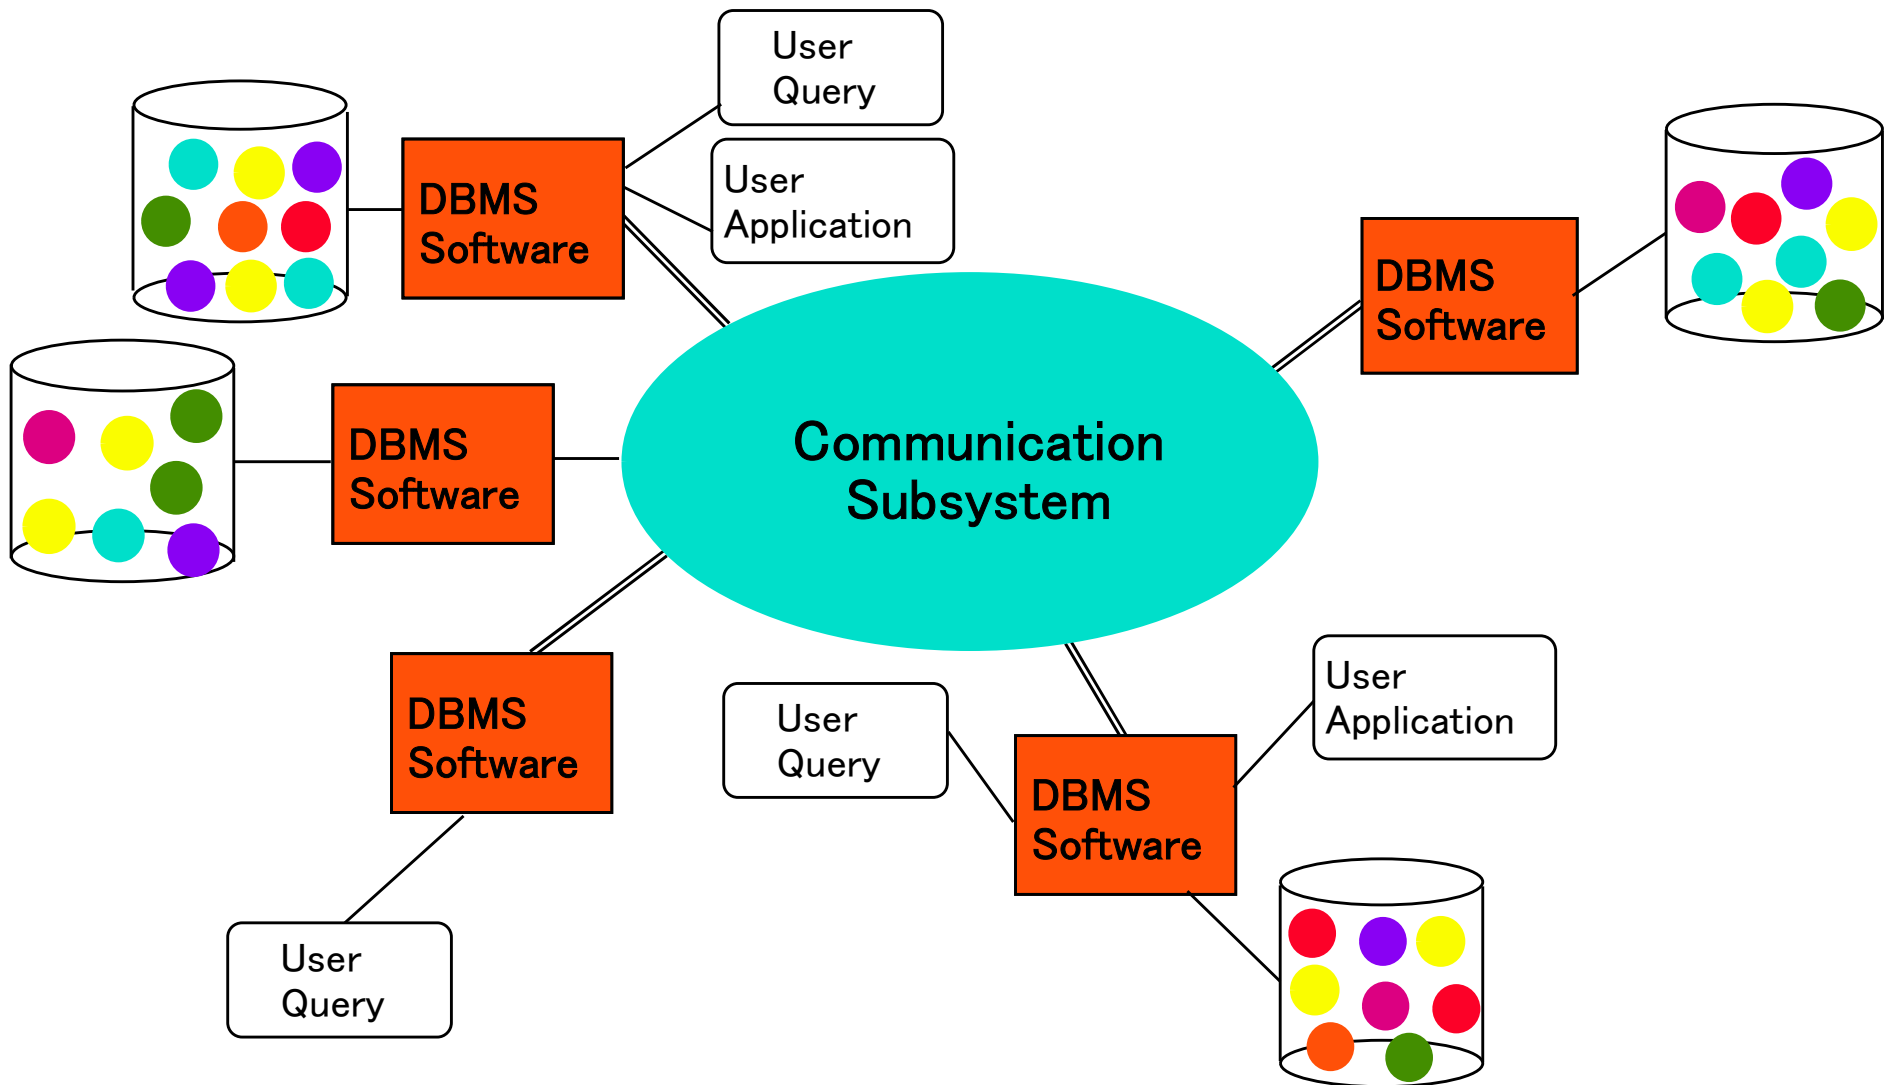 User
Query
DBMS
Software
User
Application
DBMS
Software
DBMS
Software
Communication
Subsystem
DBMS
Software
User
Query
User
Application
DBMS
Software
User
Query